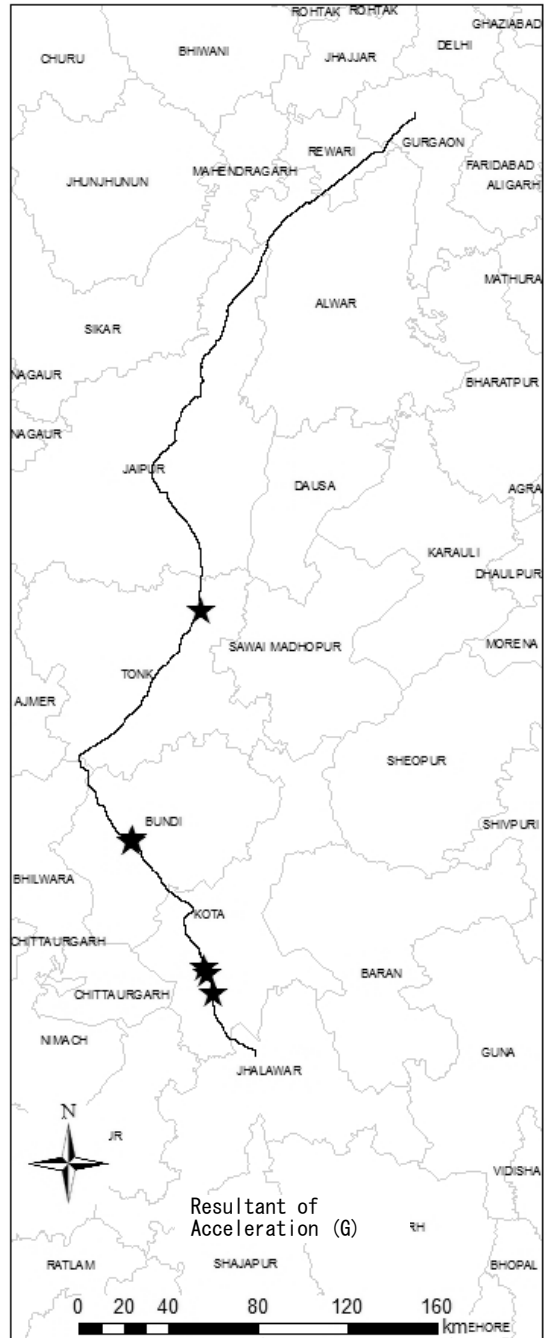 ROHTAK ROHTAK
GHAZIABAD
CHURU
BHIWANI
JHAJJAR
DELHI
REWARI
GURGAON
MAHENDRAGARH
FARIDABAD
JHUNJHUNUN
ALIGARH
MATHURA
ALWAR
SIKAR
NAGAUR
BHARATPUR
NAGAUR
JAIPUR
DAUSA
AGRA
KARAULI
DHAULPUR
SAWAI MADHOPUR
MORENA
TONK
AJMER
SHEOPUR
BUNDI
SHIVPURI
BHILWARA
KOTA
CHITTAURGARH
BARAN
CHITTAURGARH
NIMACH
GUNA
JHALAWAR
N
JR
VIDISHA
Resultant of
Acceleration (G)
RH
RATLAM
SHAJAPUR
BHOPAL
0 20 40 80 120 160
km
EHORE